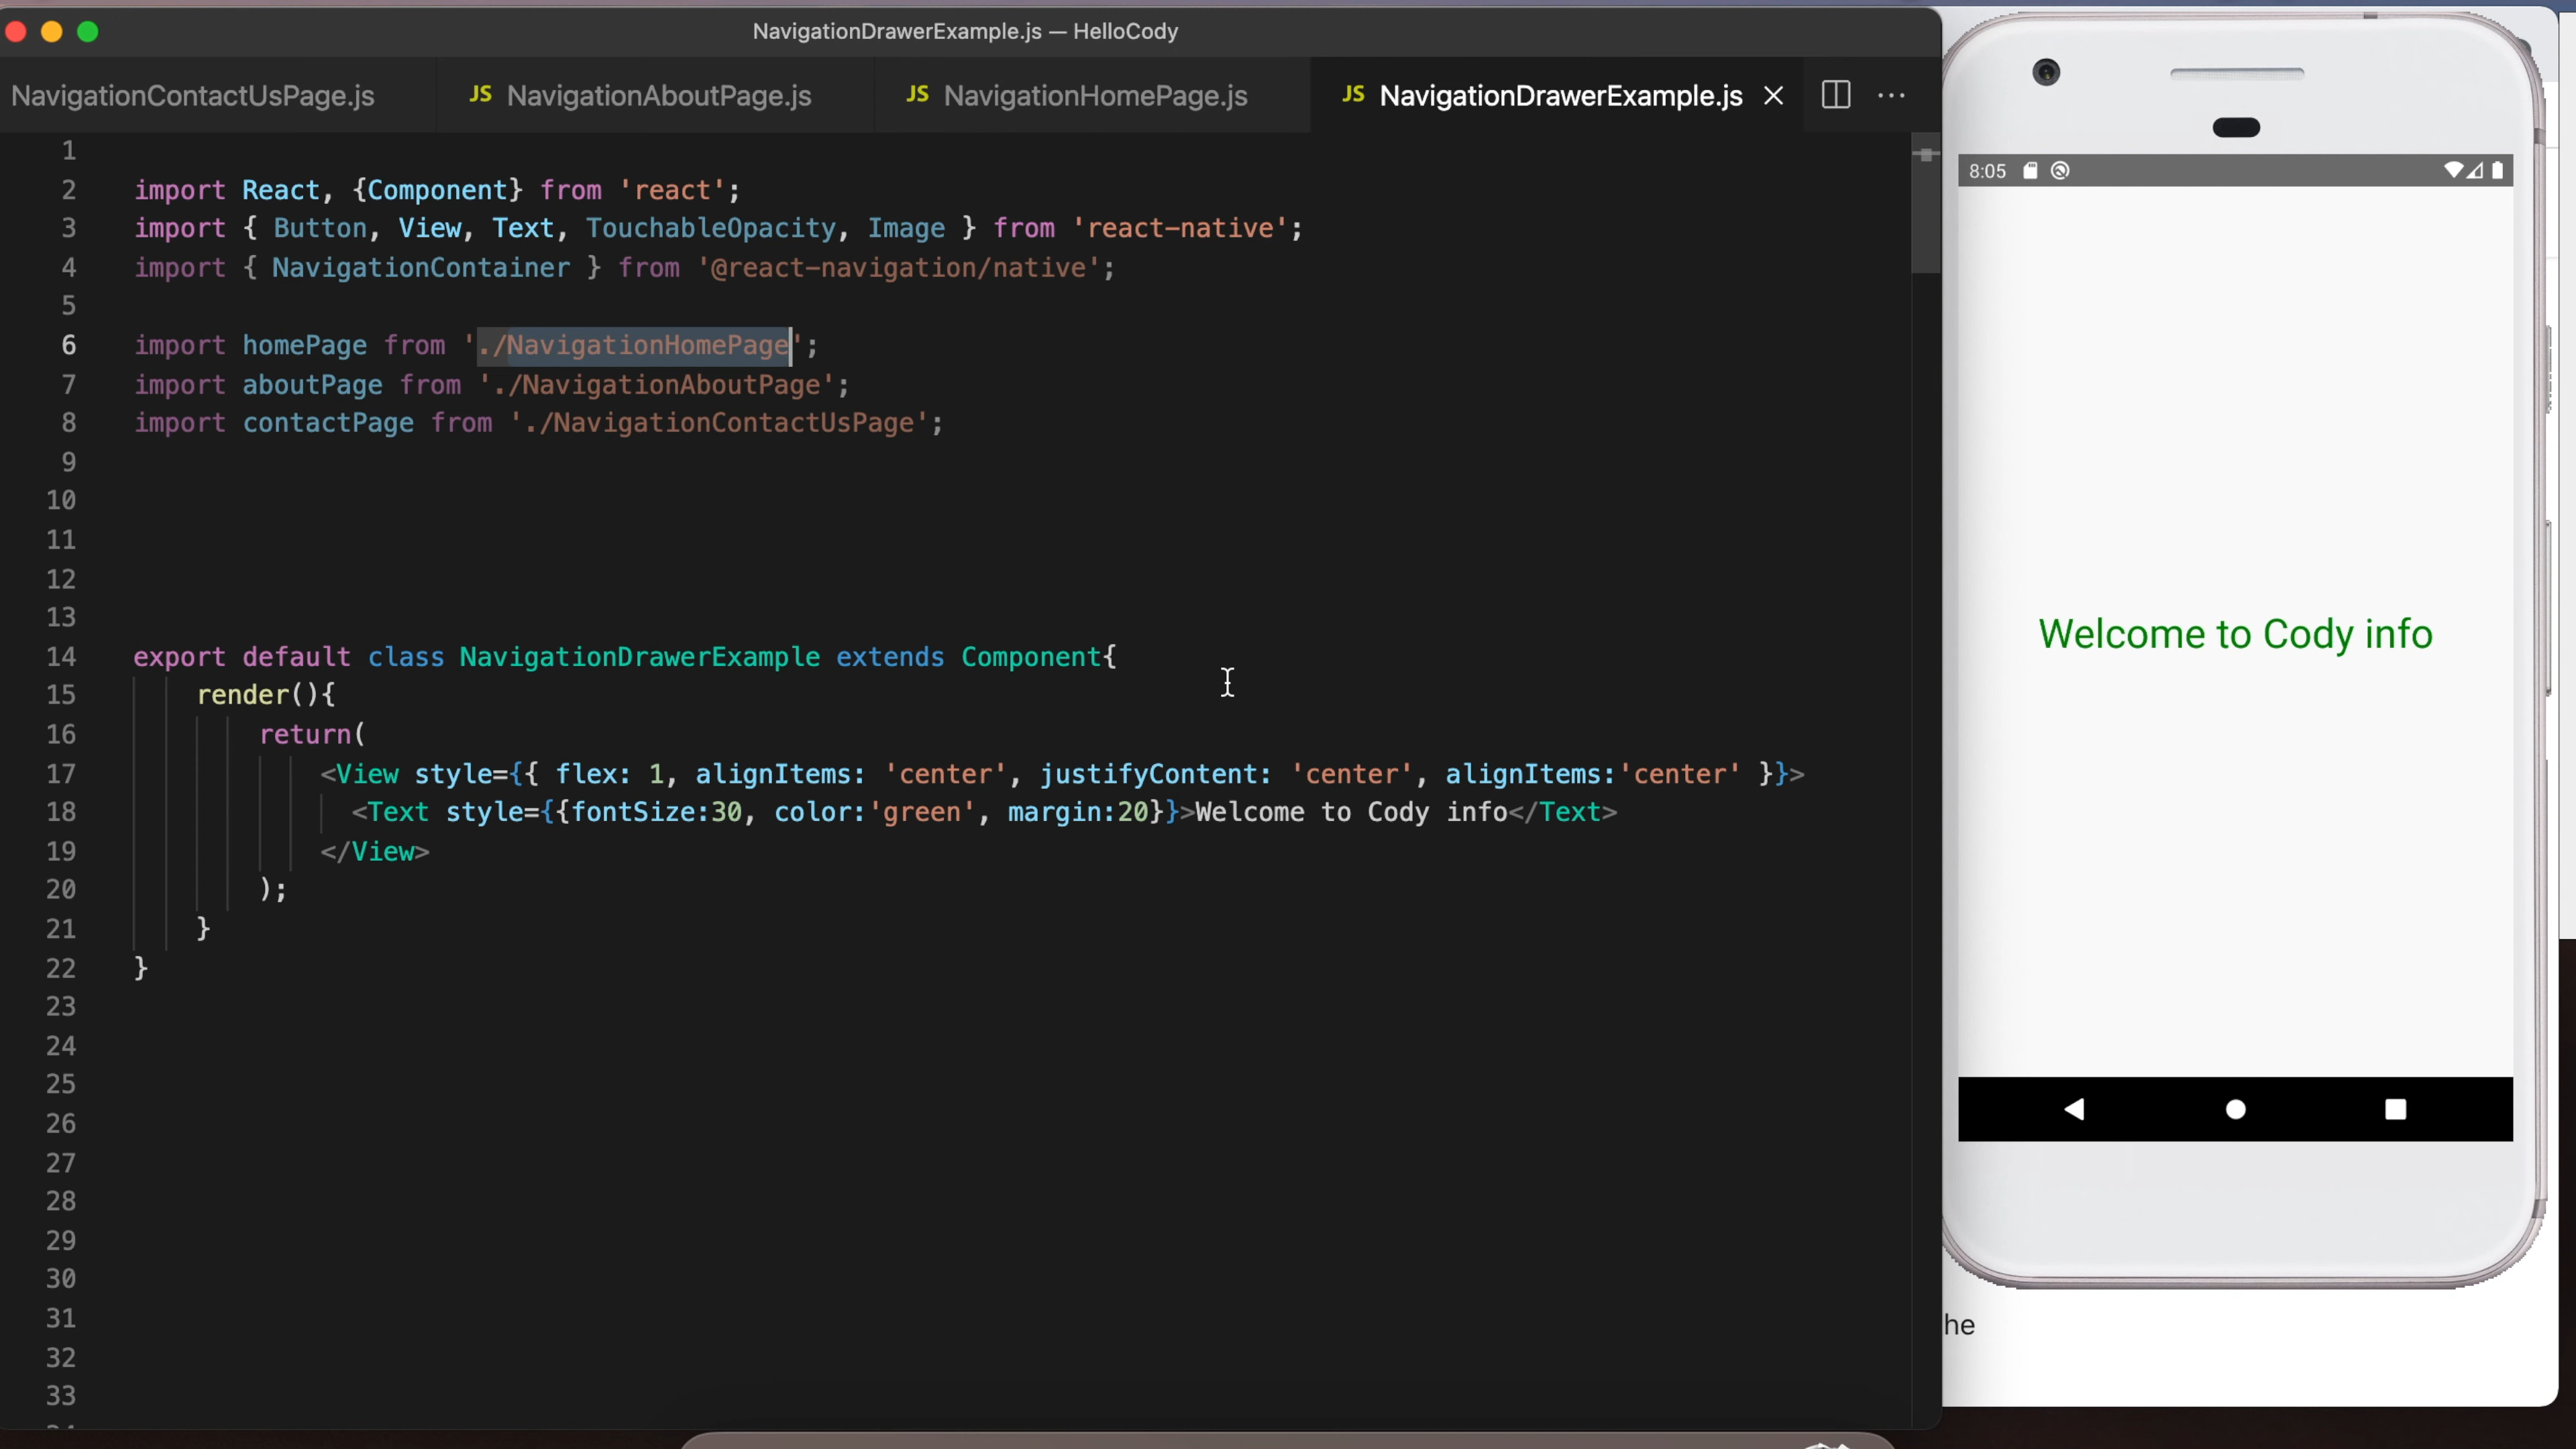 NavigationDrawerExample.js — HelloCody
NavigationContactUsPage.js
JS NavigationAboutPage.js
JS NavigationHomePage.js
JS NavigationDrawerExample.js
1
2 import React, {Component} from 'react';
3 import { Button, View, Text, TouchableOpacity, Image } from 'react-native';
4 import { NavigationContainer } from '@react-navigation/native';
5
6 import homePage from './NavigationHomePage';
7 import aboutPage from './NavigationAboutPage';
8 import contactPage from './NavigationContactUsPage';
9
10
11
12
13
14 export default class NavigationDrawerExample extends Component{
15 render(){
16 return(
17 <View style={{ flex: 1, alignItems: 'center', justifyContent: 'center', alignItems:'center' }}>
18 <Text style={{fontSize:30, color:'green', margin:20}}>Welcome to Cody info</Text>
19 </View>
20 );
21 }
22 }
23
24
25
26
27
28
29
30
31
32
33
8:05
Welcome to Cody info
he